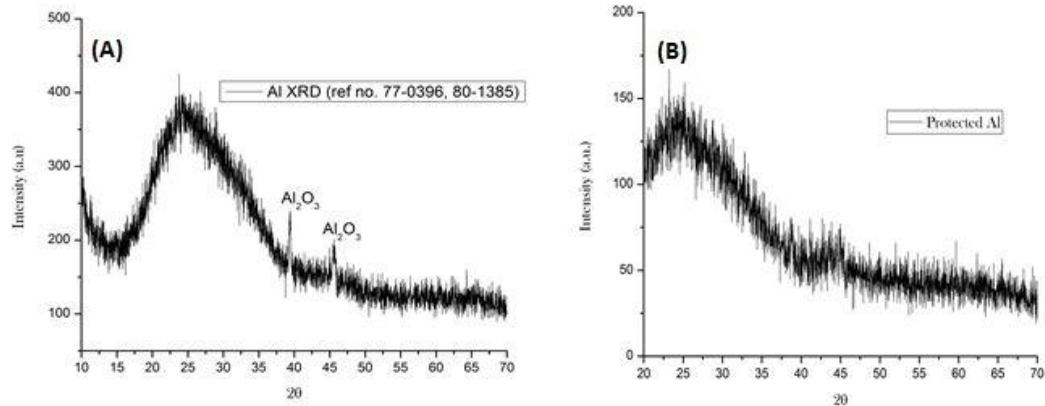 (A)
500
400
300
200
100
Intensity (a.u)
Al XRD (ref no. 77-0396, 80-1385)
Al2O3
Al2O3
10 15 20 25 30 35 40 45 50 55 60 65 70
2θ
(B)
200
150
100
50
0
Intensity (a.u.)
Protected Al
20 25 30 35 40 45 50 55 60 65 70
2θ